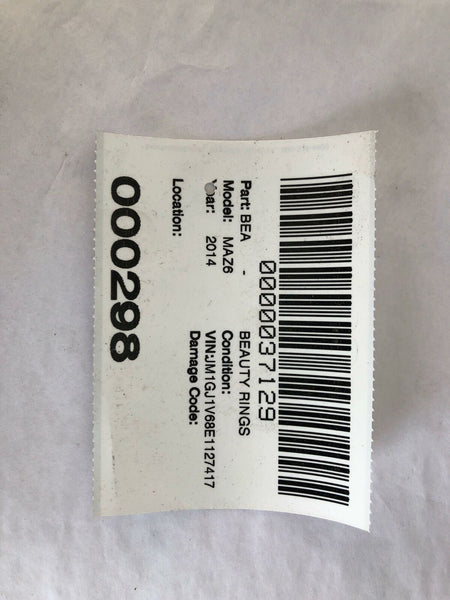 0000037129
Part: BEA - BEAUTY RINGS
Model: MAZ6 Condition:
Year: 2014 VIN:JM1GJ1V68E1127417
Damage Code:
Location:
000298